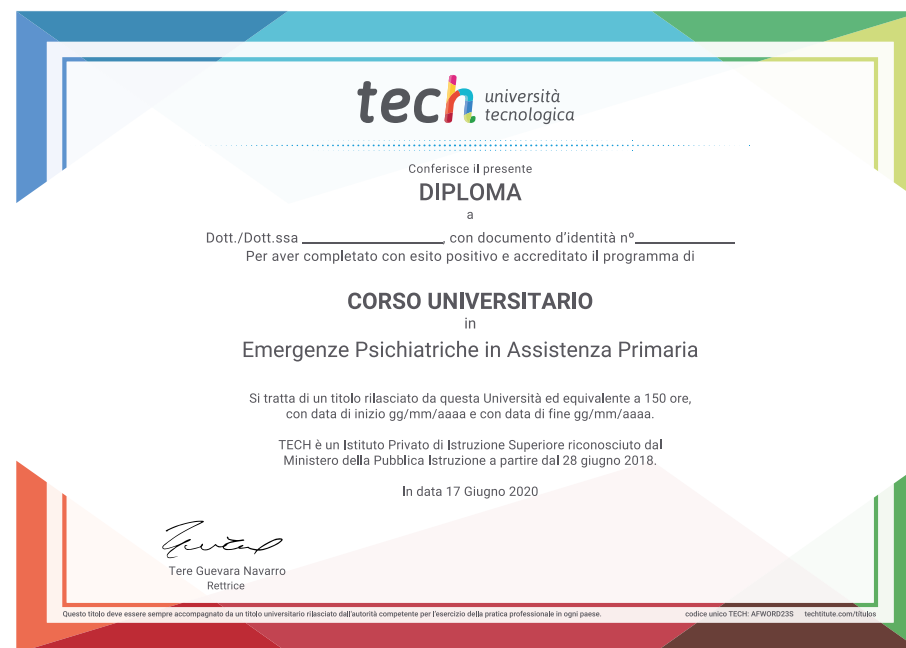 tech università
tecnologica
Conferisce il presente
DIPLOMA
a
Dott./Dott.ssa __________________, con documento d'identità nº_____________
Per aver completato con esito positivo e accreditato il programma di
CORSO UNIVERSITARIO
in
Emergenze Psichiatriche in Assistenza Primaria
Si tratta di un titolo rilasciato da questa Università ed equivalente a 150 ore,
con data di inizio gg/mm/aaaa e con data di fine gg/mm/aaaa.
TECH è un Istituto Privato di Istruzione Superiore riconosciuto dal
Ministero della Pubblica Istruzione a partire dal 28 giugno 2018.
In data 17 Giugno 2020
Tere Guevara Navarro
Rettrice
Questo titolo deve essere sempre accompagnato da un titolo universitario rilasciato dall'autorità competente per l'esercizio della pratica professionale in ogni paese. codice unico TECH: AFWORD23S techtitute.com/títulos